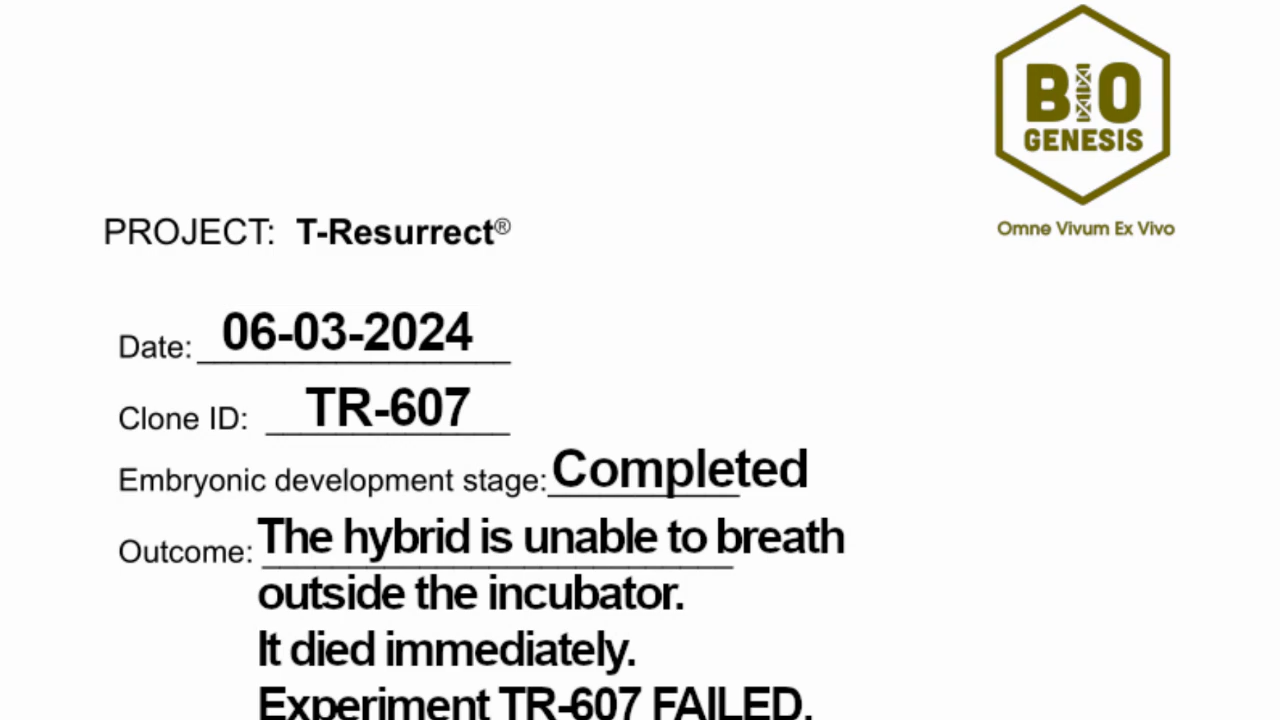 BIO
GENESIS
Omne Vivum Ex Vivo
PROJECT: T-Resurrect®
Date: 06-03-2024
Clone ID: TR-607
Embryonic development stage: Completed
Outcome: The hybrid is unable to breath
outside the incubator.
It died immediately.
Experiment TR-607 FAILED.